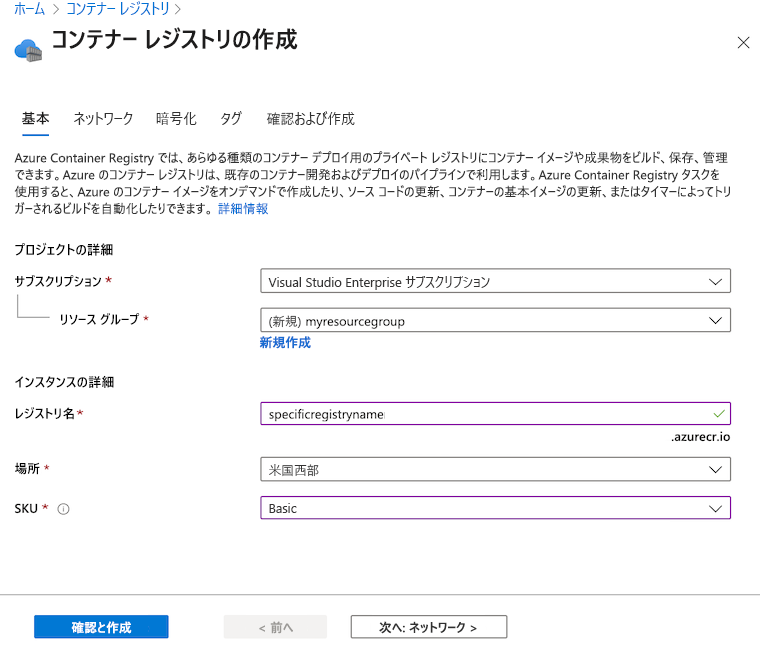 ホーム > コンテナー レジストリ >
コンテナー レジストリの作成
基本 ネットワーク 暗号化 タグ 確認および作成
Azure Container Registry では、あらゆる種類のコンテナー デプロイ用のプライベート レジストリにコンテナー イメージや成果物をビルド、保存、管理
できます。Azure のコンテナー レジストリは、既存のコンテナー開発およびデプロイのパイプラインで利用します。Azure Container Registry タスクを
使用すると、Azure のコンテナー イメージをオンデマンドで作成したり、ソース コードの更新、コンテナーの基本イメージの更新、またはタイマーによってトリ
ガーされるビルドを自動化したりできます。 詳細情報
プロジェクトの詳細
サブスクリプション * Visual Studio Enterprise サブスクリプション
リソース グループ * (新規) myresourcegroup
新規作成
インスタンスの詳細
レジストリ名 * specificregistryname
.azurecr.io
場所 * 米国西部
SKU * Basic
確認と作成 < 前へ 次へ: ネットワーク >